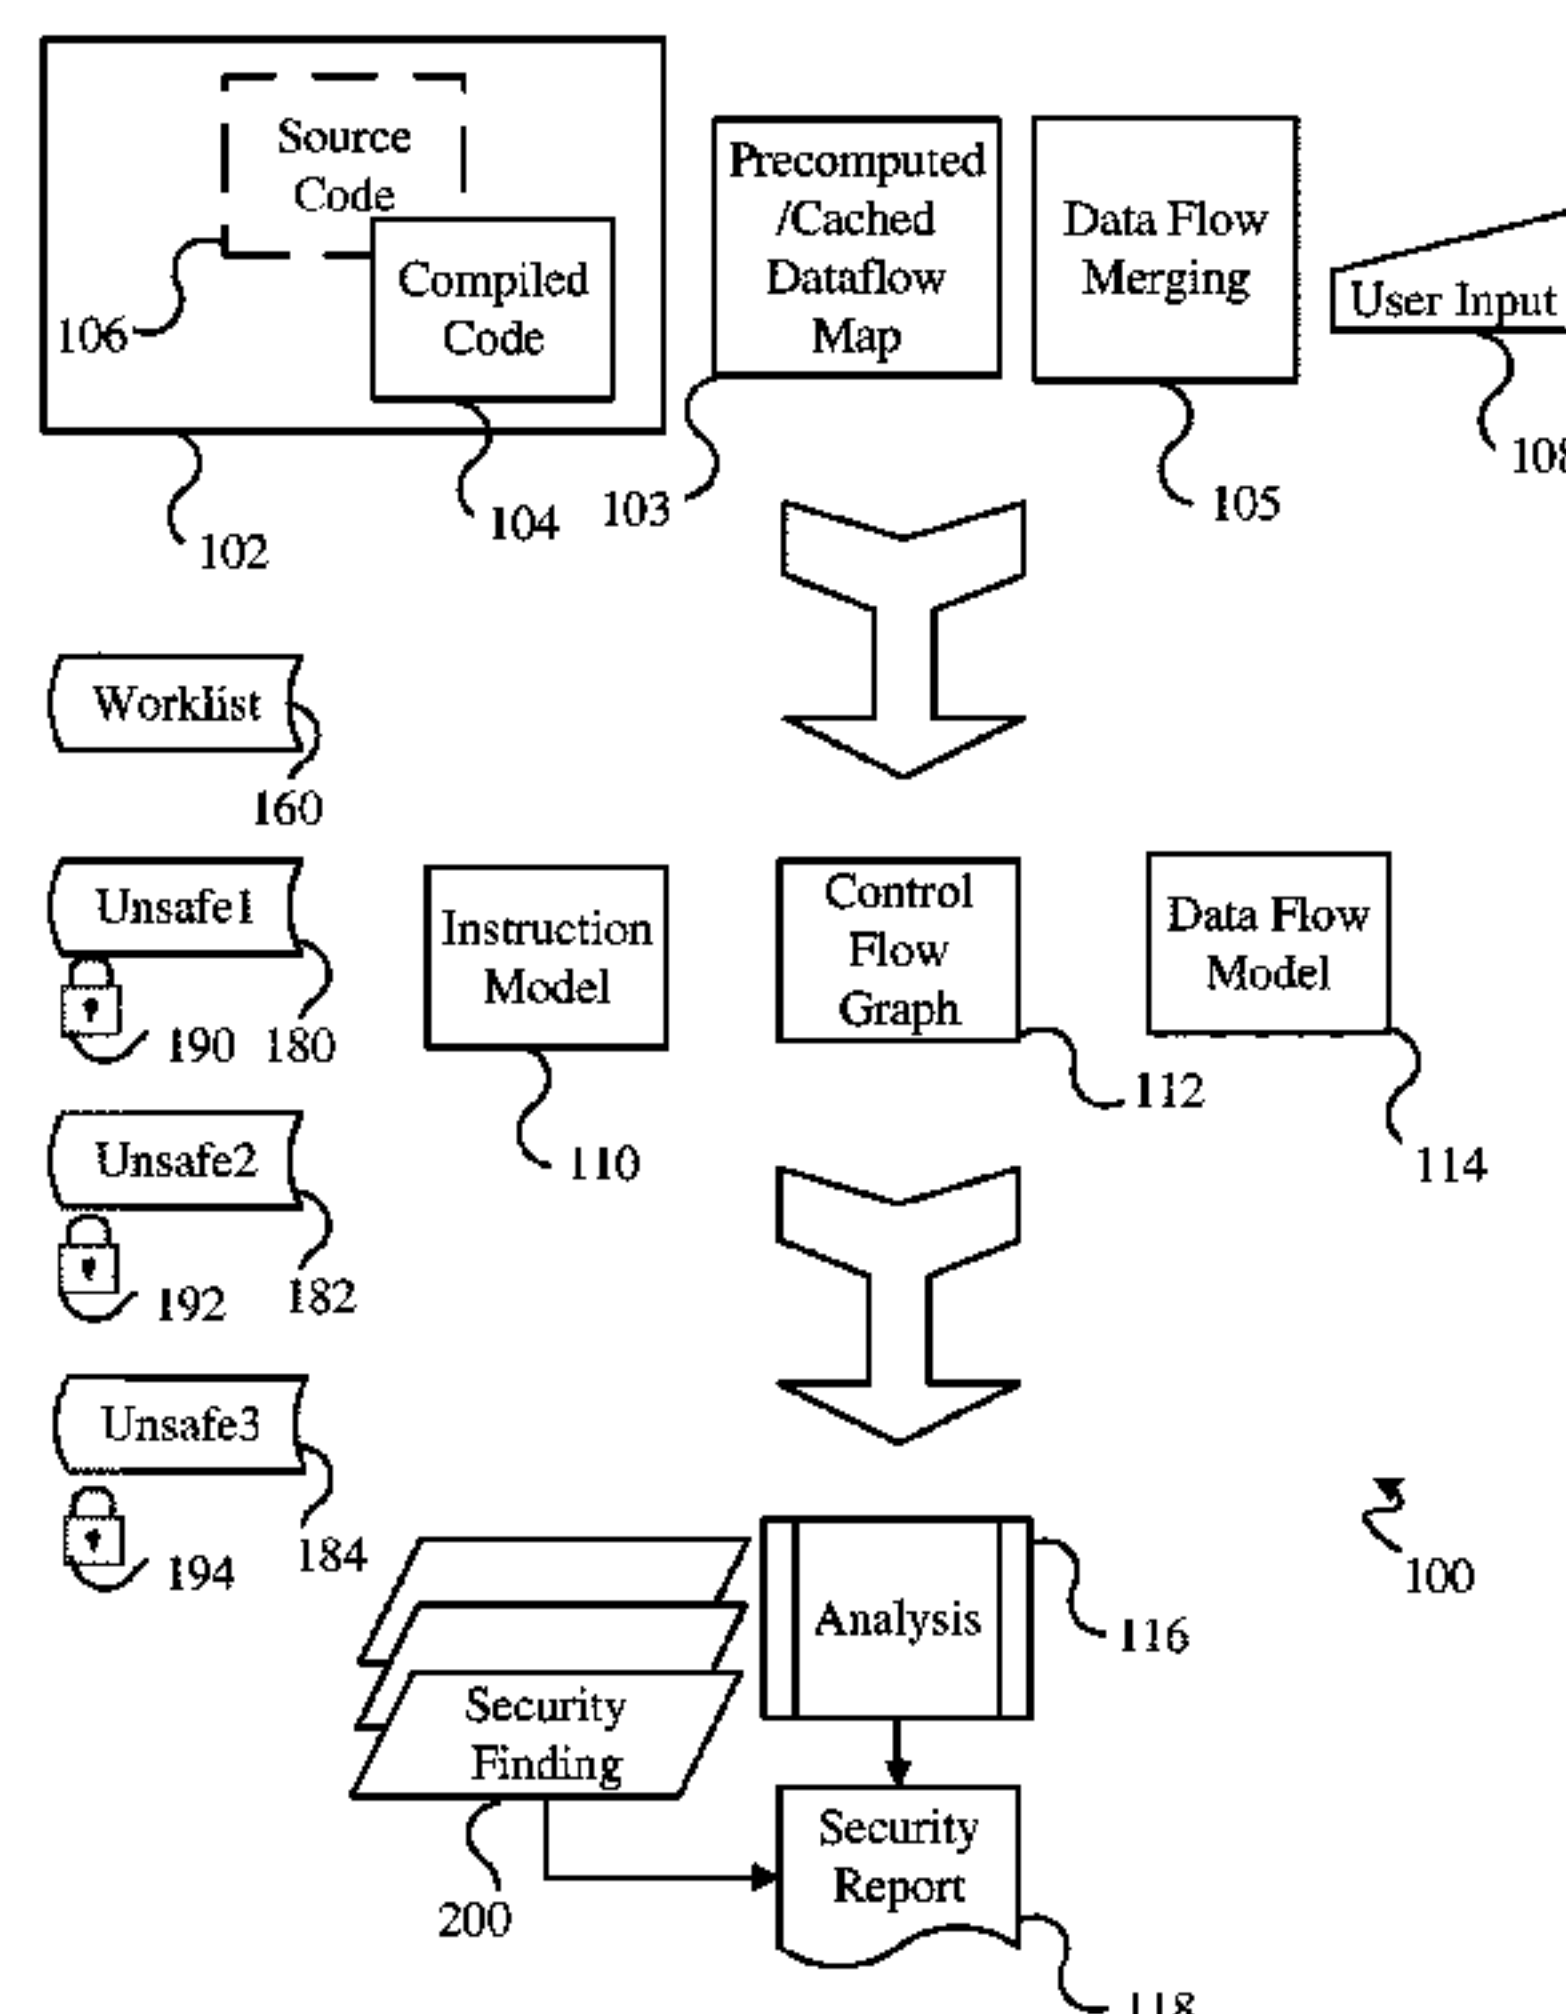 Source
Code
Compiled
Code
106
104
102
Precomputed
/Cached
Dataflow
Map
103
Data Flow
Merging
105
User Input
108
Worklist
160
Unsafe1
190
180
Unsafe2
192
182
Unsafe3
194
184
Instruction
Model
110
Control
Flow
Graph
112
Data Flow
Model
114
100
Analysis
116
Security
Finding
200
Security
Report
118